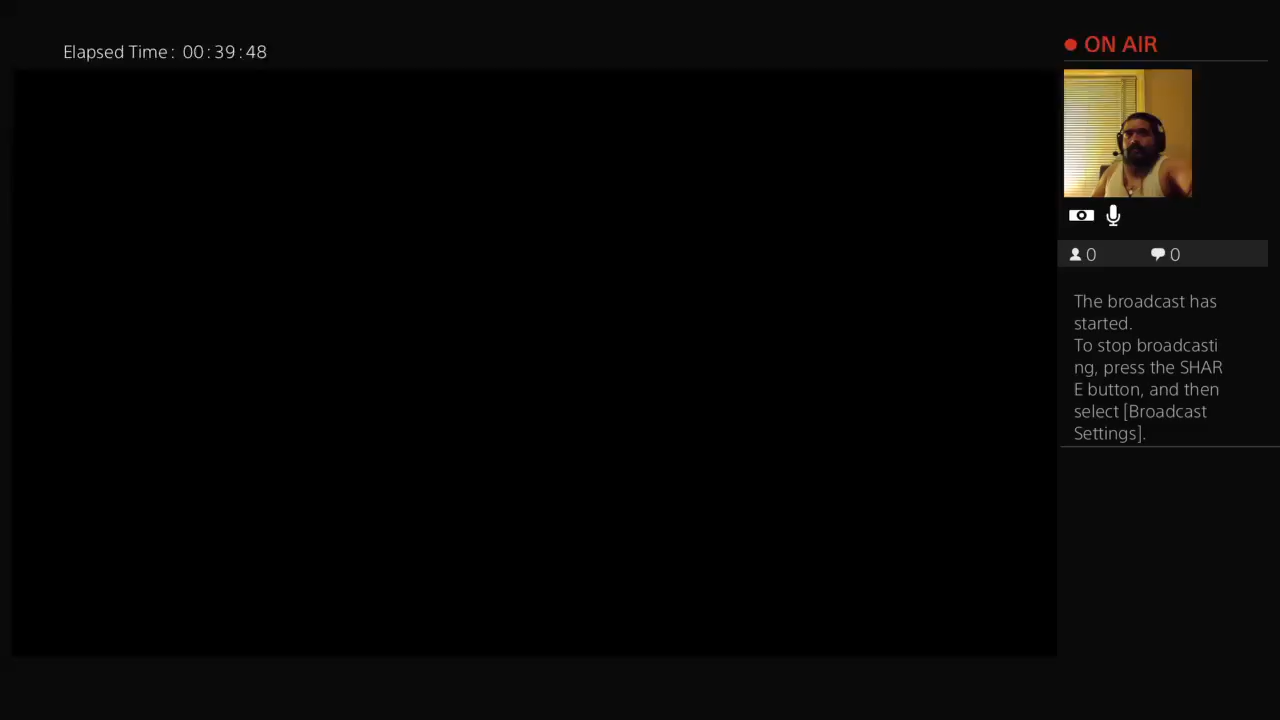 Elapsed Time: 00:39:48
ON AIR
0 0
The broadcast has
started.
To stop broadcasti
ng, press the SHAR
E button, and then
select [Broadcast
Settings].